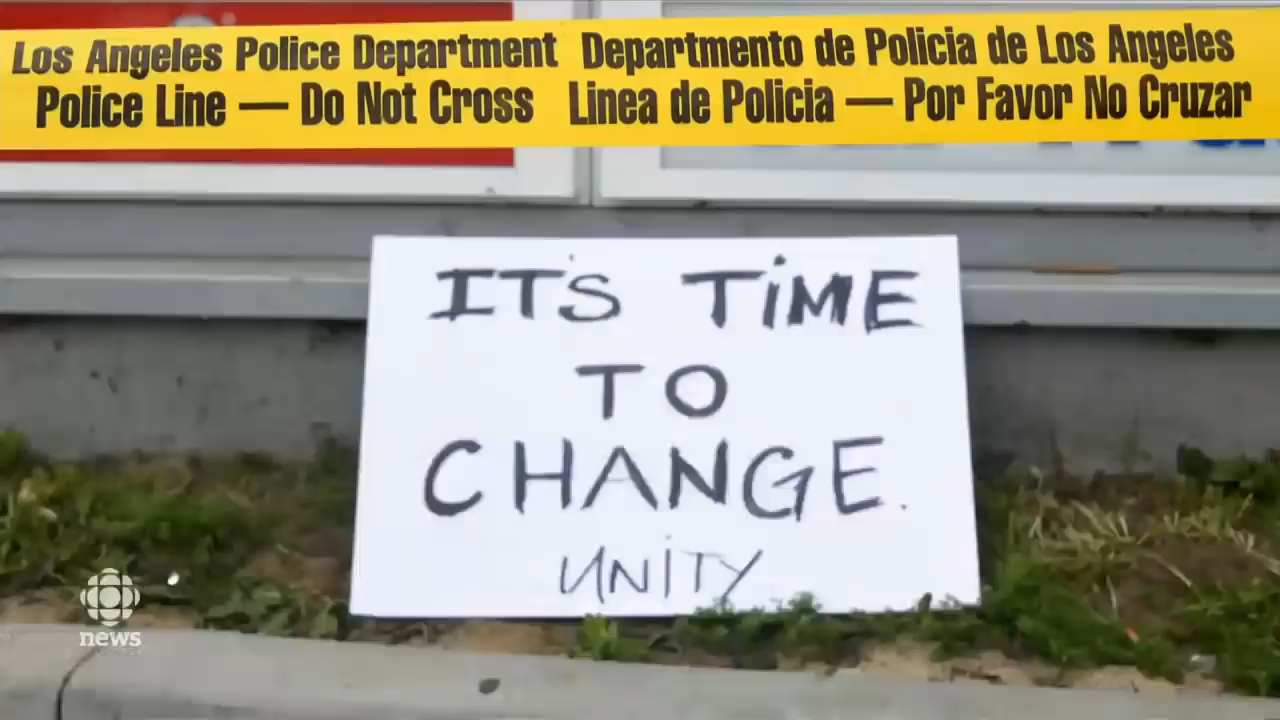 Los Angeles Police Department Departmento de Policia de Los Angeles
Police Line — Do Not Cross Linea de Policia — Por Favor No Cruzar
IT'S TiME
TO
CHANGE.
UNiTY
news